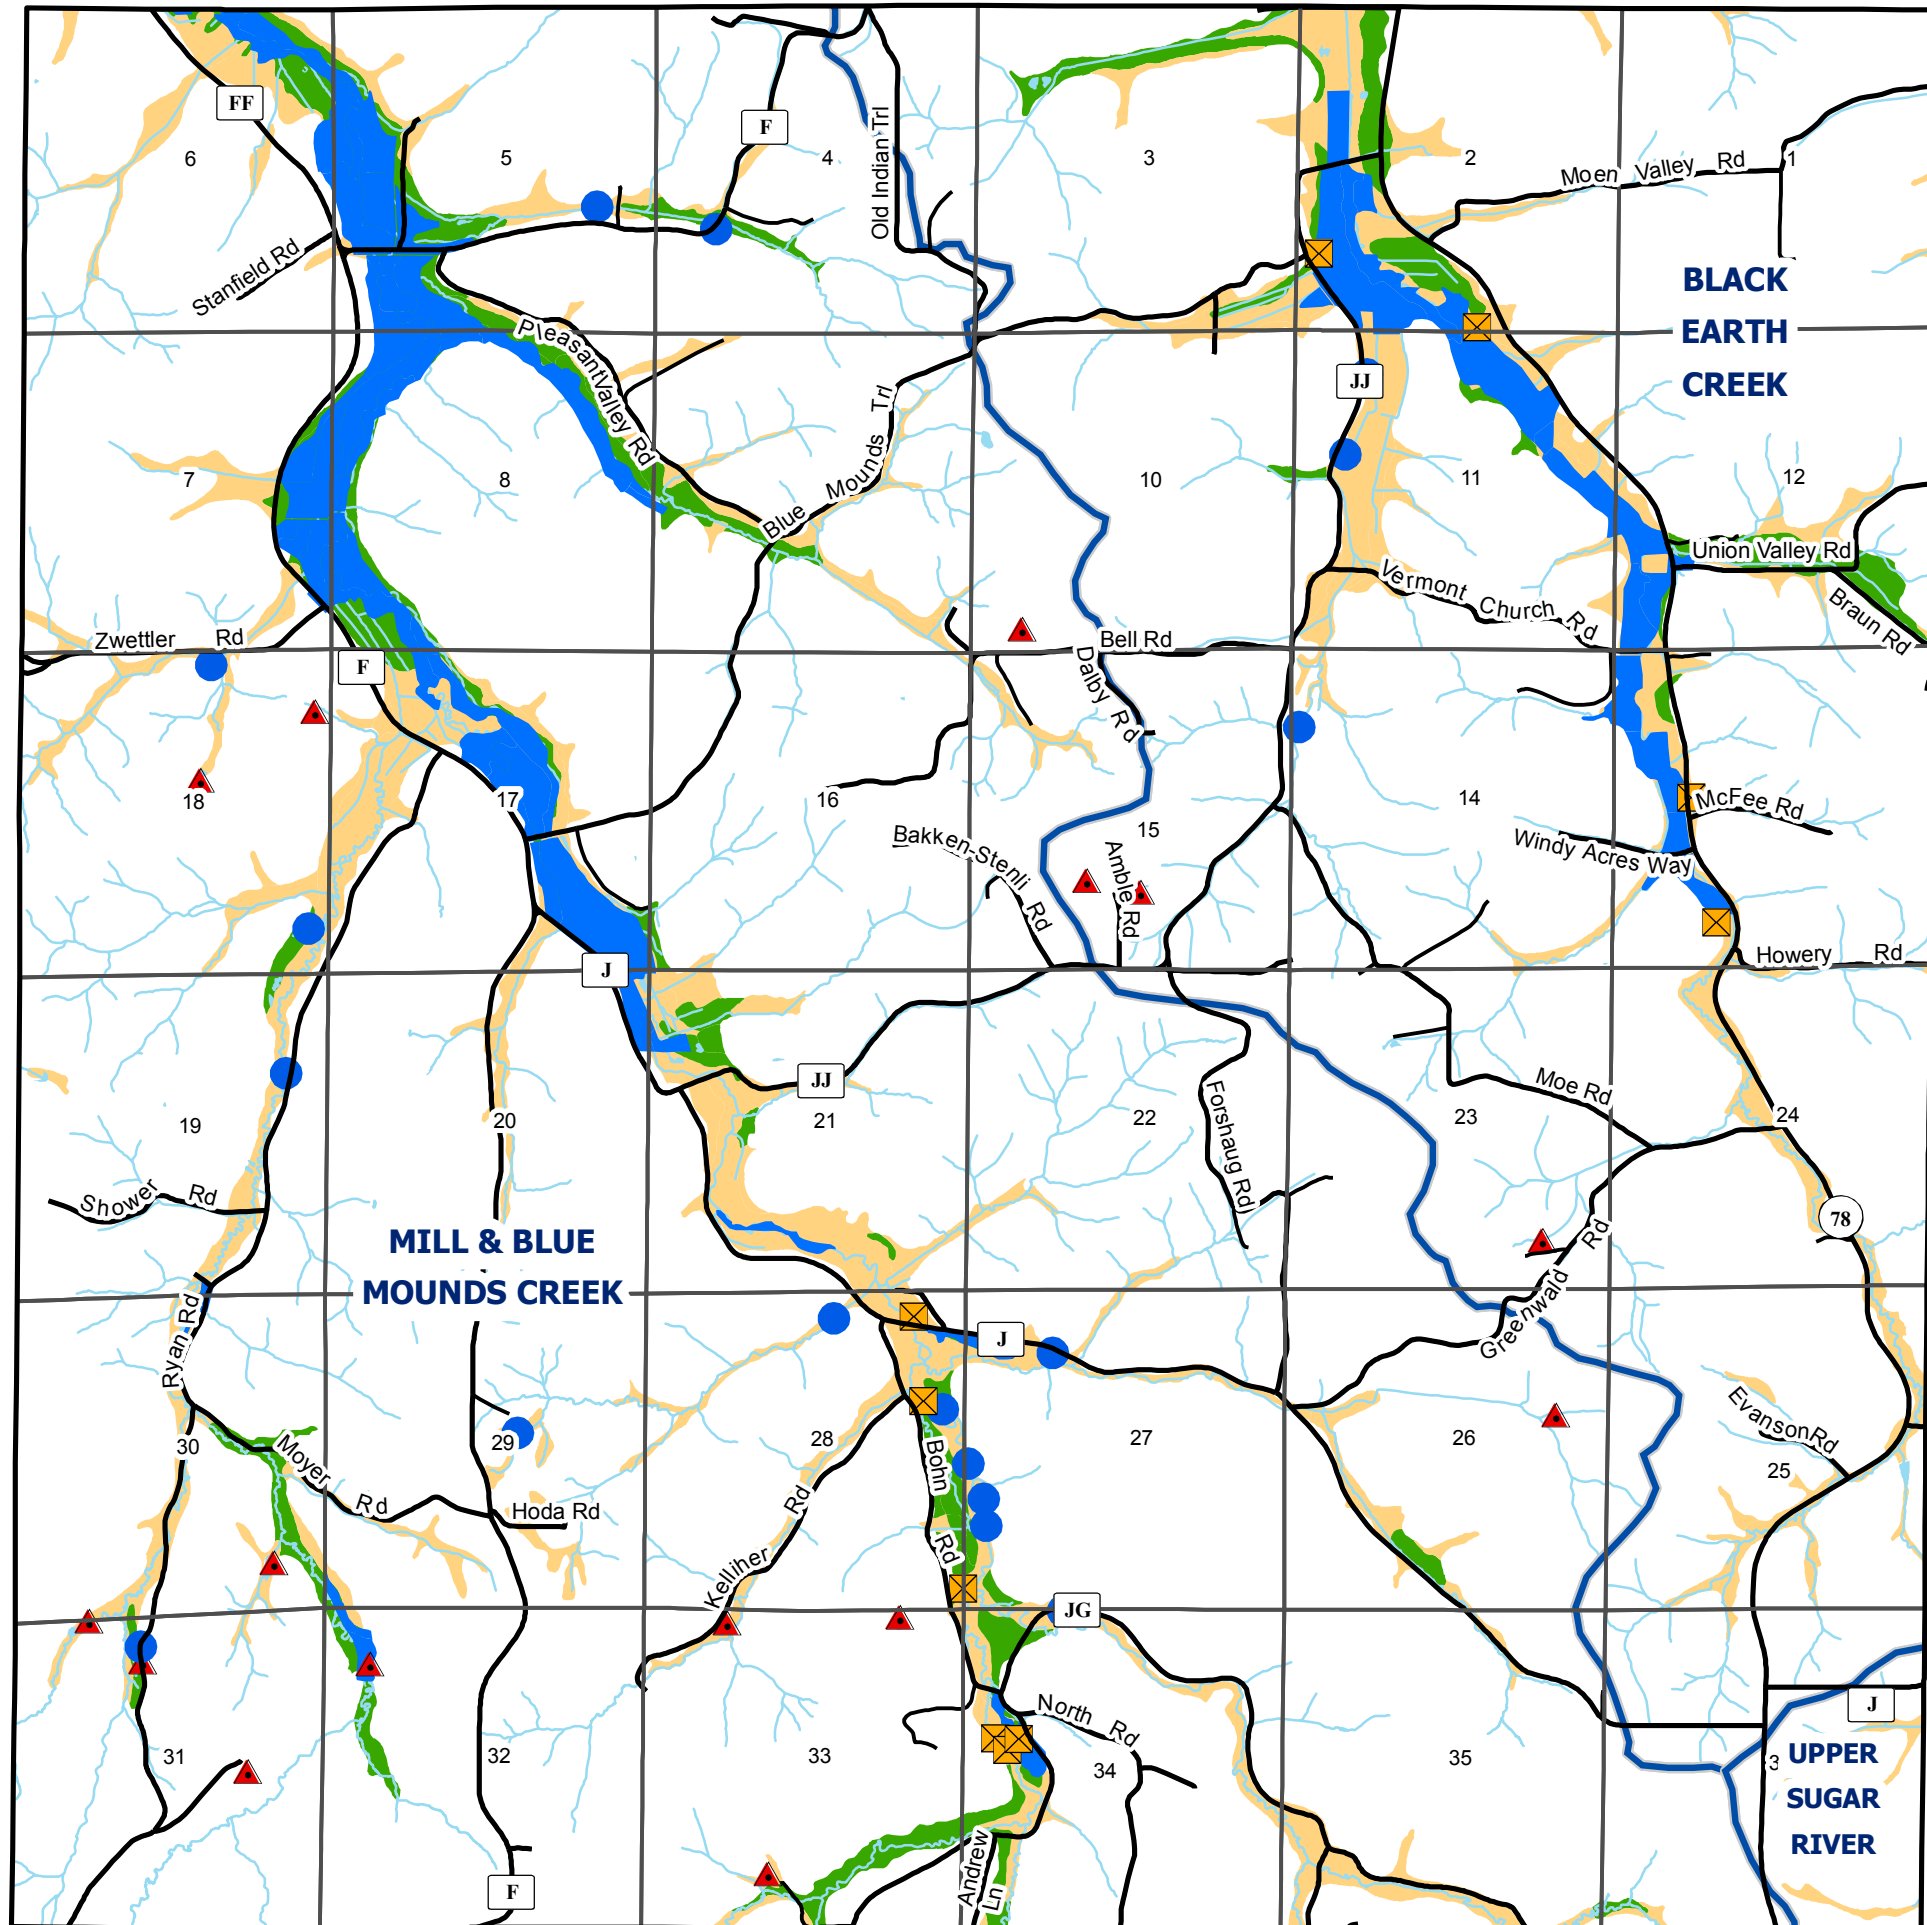 FF
F
6
5
4
3
2
1
Old Indian Trl
Moen Valley Rd
Stanfield Rd
BLACK
EARTH
CREEK
Pleasant Valley Rd
JJ
Blue Mounds Trl
7
8
10
11
12
Union Valley Rd
Vermont Church Rd
Braun Rd
Zwettler Rd
Bell Rd
F
Dalby Rd
18
17
16
15
14
McFee Rd
Windy Acres Way
Bakken-Stenli Rd
Amble Rd
Howery Rd
J
JJ
Moe Rd
Forshaug Rd
19
20
21
22
23
24
Shower Rd
78
MILL & BLUE
MOUNDS CREEK
Greenwald Rd
Ryan Rd
J
Evanson Rd
30
29
28
27
26
25
Moyer Rd
Hoda Rd
Bohn Rd
Kelliher Rd
JG
North Rd
J
31
32
33
34
35
3
UPPER
SUGAR
RIVER
Andrew Ln
F